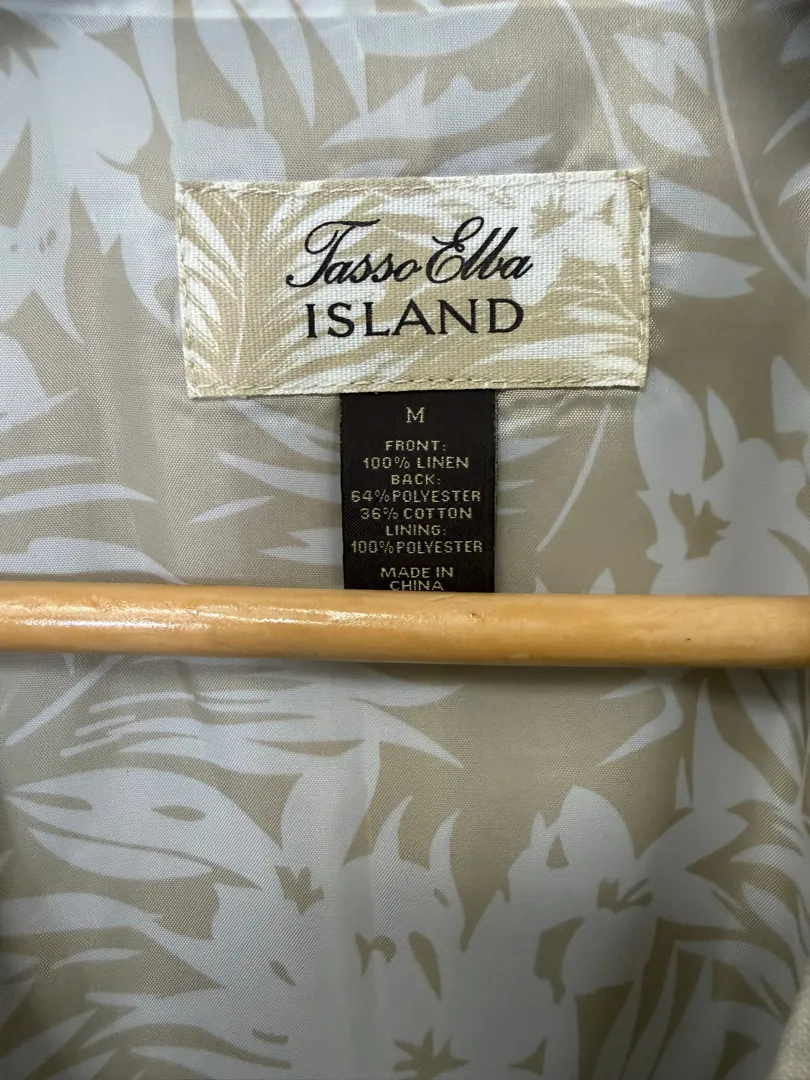 Tasso Elba
ISLAND
M
FRONT:
100% LINEN
BACK:
64% POLYESTER
36% COTTON
LINING:
100% POLYESTER
MADE IN
CHINA